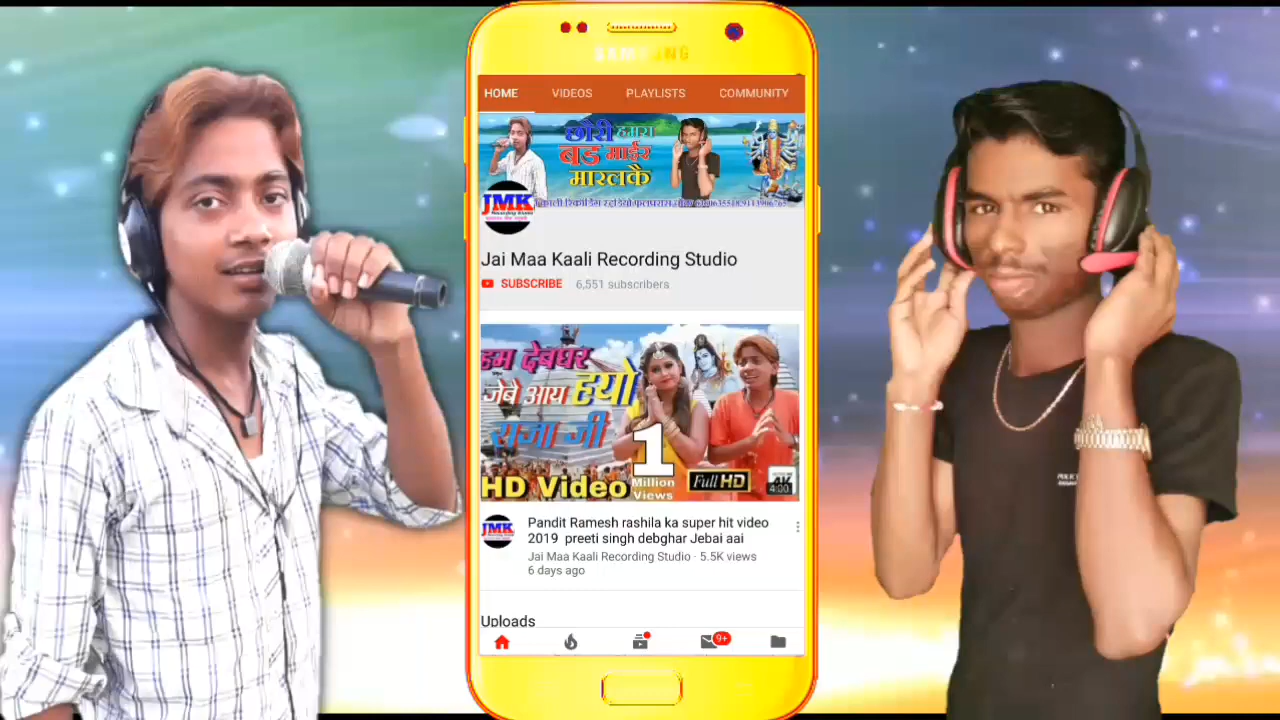 SAMSUNG
HOME VIDEOS PLAYLISTS COMMUNITY
छोरी हमरा
बड माईर
मारलकै
JMK
Jai Maa Kaali Recording Studio
SUBSCRIBE 6,551 subscribers
हम देबघर
जेबै आय हयो
राजा जी
1
Million
Views
HD Video
Full HD
4:00
JMK
Pandit Ramesh rashila ka super hit video
2019 preeti singh debghar Jebai aai
Jai Maa Kaali Recording Studio · 5.5K views
6 days ago
Uploads
9+